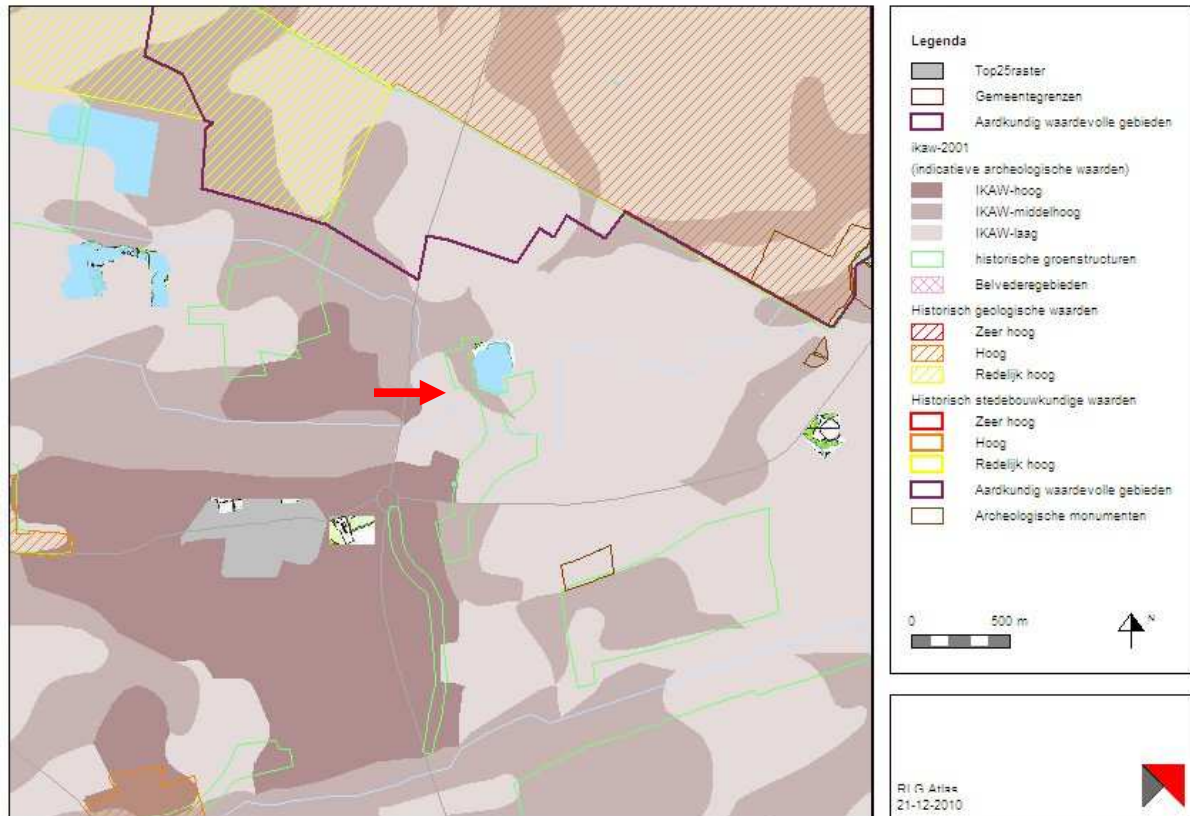 Legenda
Top25raster
Gemeentegrenzen
Aardkundig waardevolle gebieden
ikaw-2001
(indicatieve archeologische waarden)
IKAW-hoog
IKAW-middelhoog
IKAW-laag
historische groenstructuren
Belvederegebieden
Historisch geologische waarden
Zeer hoog
Hoog
Redelijk hoog
Historisch stedebouwkundige waarden
Zeer hoog
Hoog
Redelijk hoog
Aardkundig waardevolle gebieden
Archeologische monumenten
0 500 m
N
Atlas
21-12-2010